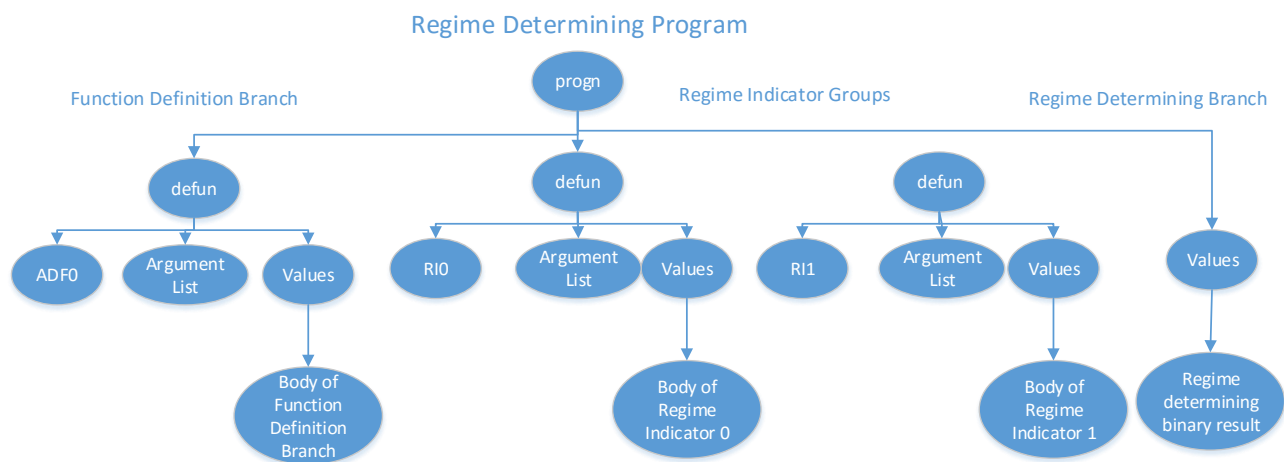 Regime Determining Program
progn
Function Definition Branch
Regime Indicator Groups
Regime Determining Branch
defun
defun
defun
ADF0
Argument
List
Values
RI0
Argument
List
Values
RI1
Argument
List
Values
Values
Body of
Function
Definition
Branch
Body of
Regime
Indicator 0
Body of
Regime
Indicator 1
Regime
determining
binary result